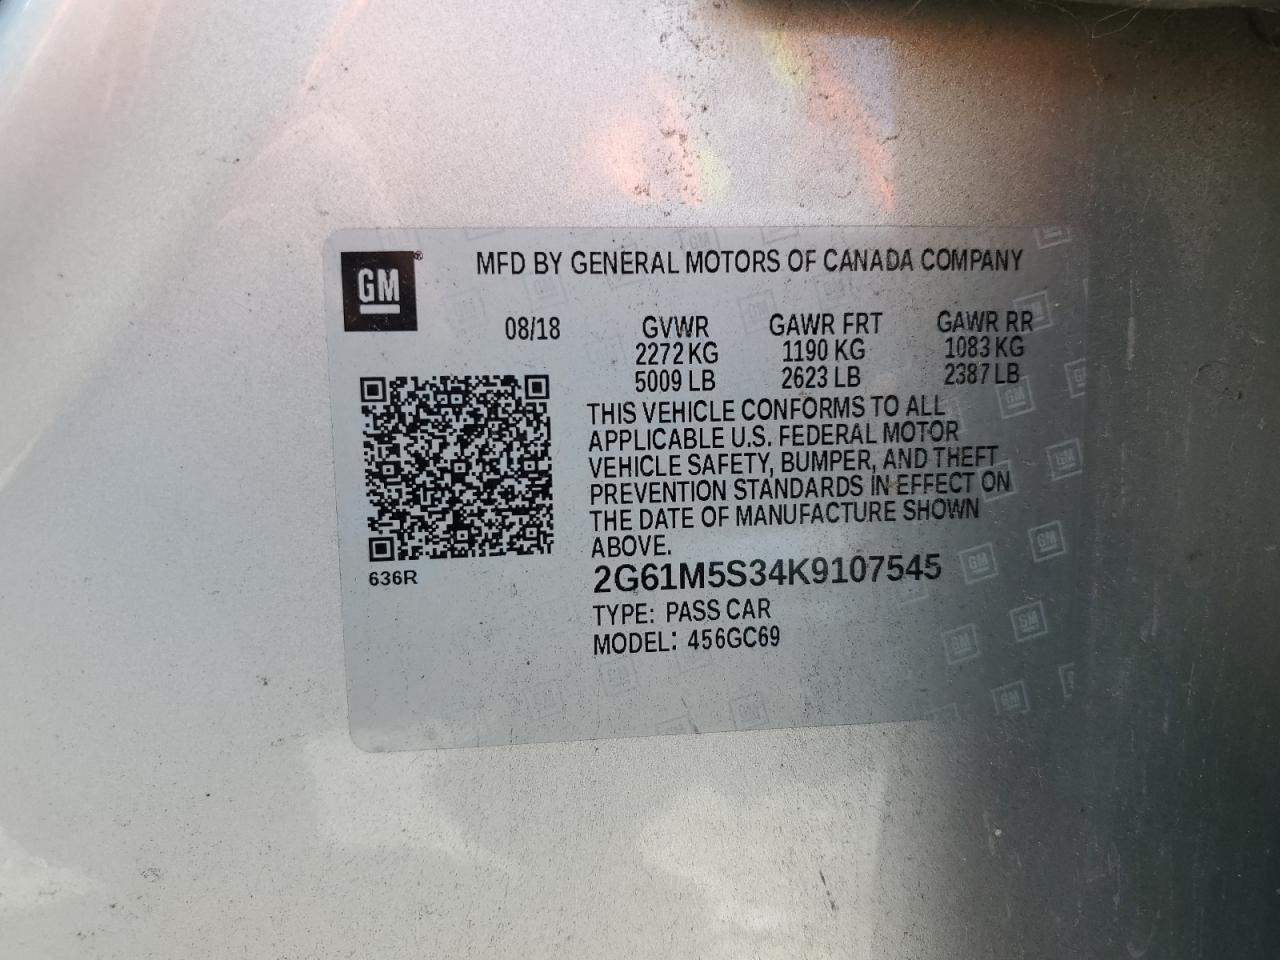 GM®
MFD BY GENERAL MOTORS OF CANADA COMPANY
08/18 GVWR GAWR FRT GAWR RR
2272 KG 1190 KG 1083 KG
5009 LB 2623 LB 2387 LB
THIS VEHICLE CONFORMS TO ALL
APPLICABLE U.S. FEDERAL MOTOR
VEHICLE SAFETY, BUMPER, AND THEFT
PREVENTION STANDARDS IN EFFECT ON
THE DATE OF MANUFACTURE SHOWN
ABOVE.
636R
2G61M5S34K9107545
TYPE: PASS CAR
MODEL: 456GC69